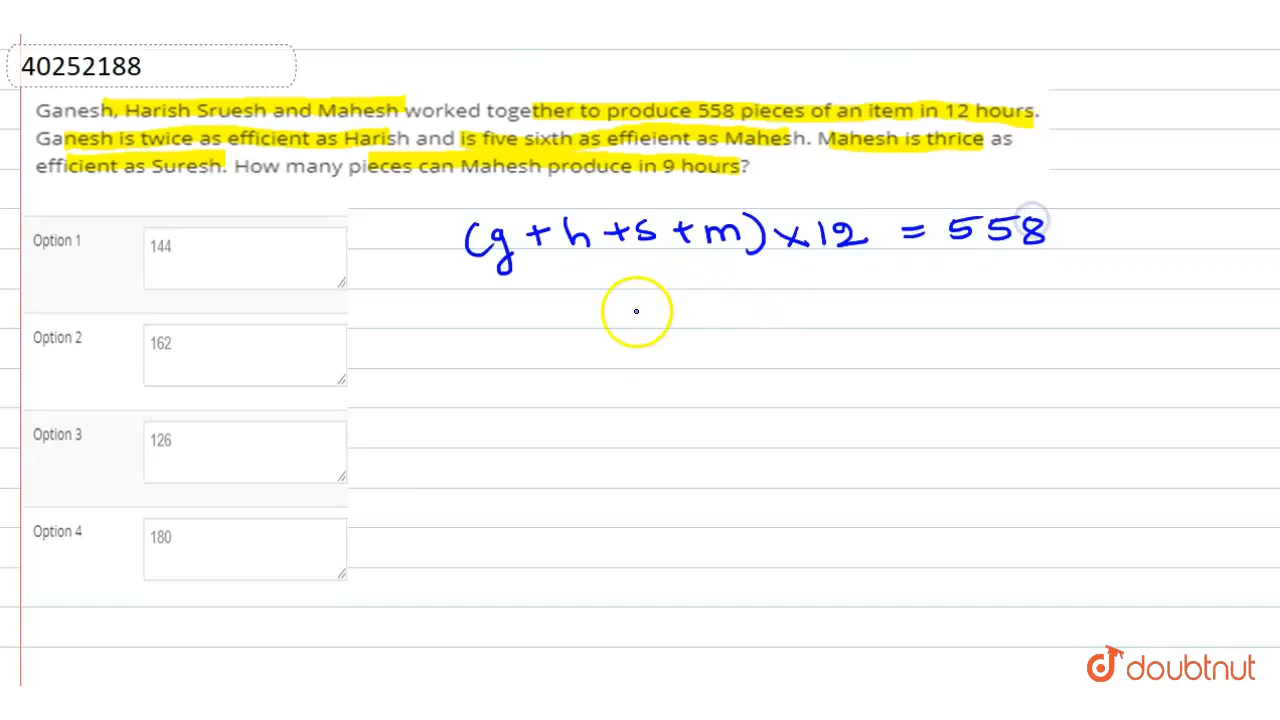 40252188
Ganesh, Harish Sruesh and Mahesh worked together to produce 558 pieces of an item in 12 hours.
Ganesh is twice as efficient as Harish and is five sixth as effieient as Mahesh. Mahesh is thrice as
efficient as Suresh. How many pieces can Mahesh produce in 9 hours?
(g + h + s + m) × 12 = 558
Option 1 144
Option 2 162
Option 3 126
Option 4 180
doubtnut